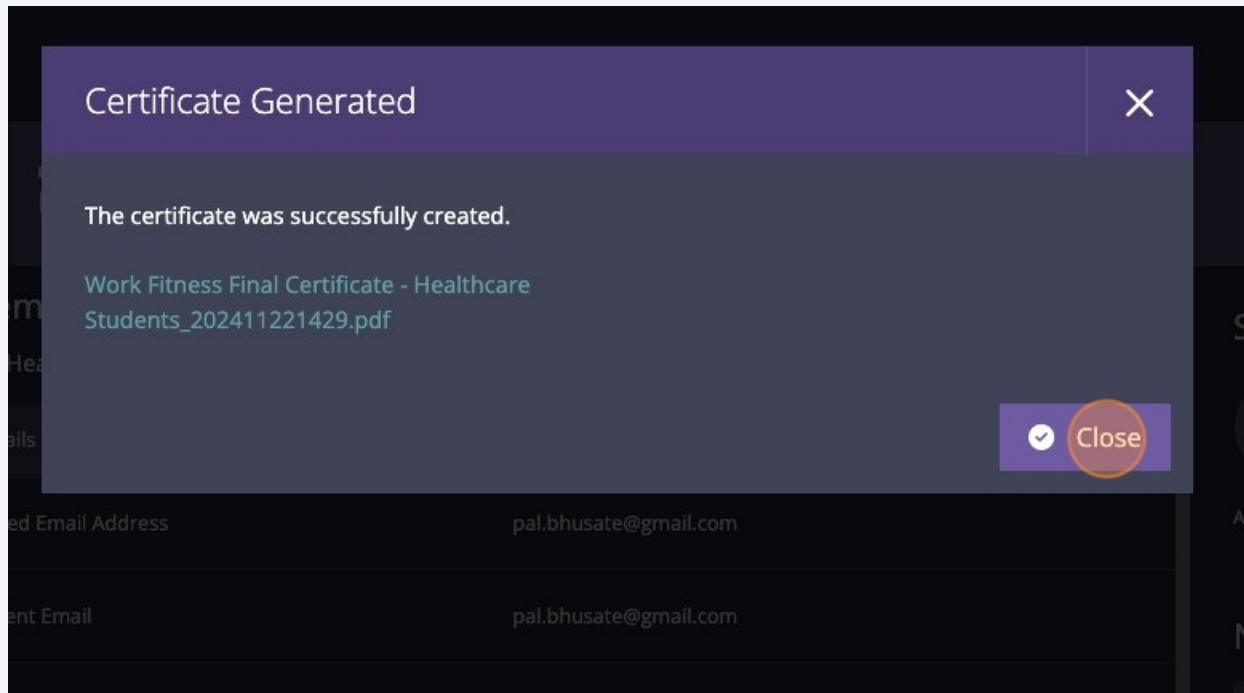 Certificate Generated
The certificate was successfully created.
Work Fitness Final Certificate - Healthcare
Students_202411221429.pdf
Close
ed Email Address pal.bhusate@gmail.com
ent Email pal.bhusate@gmail.com